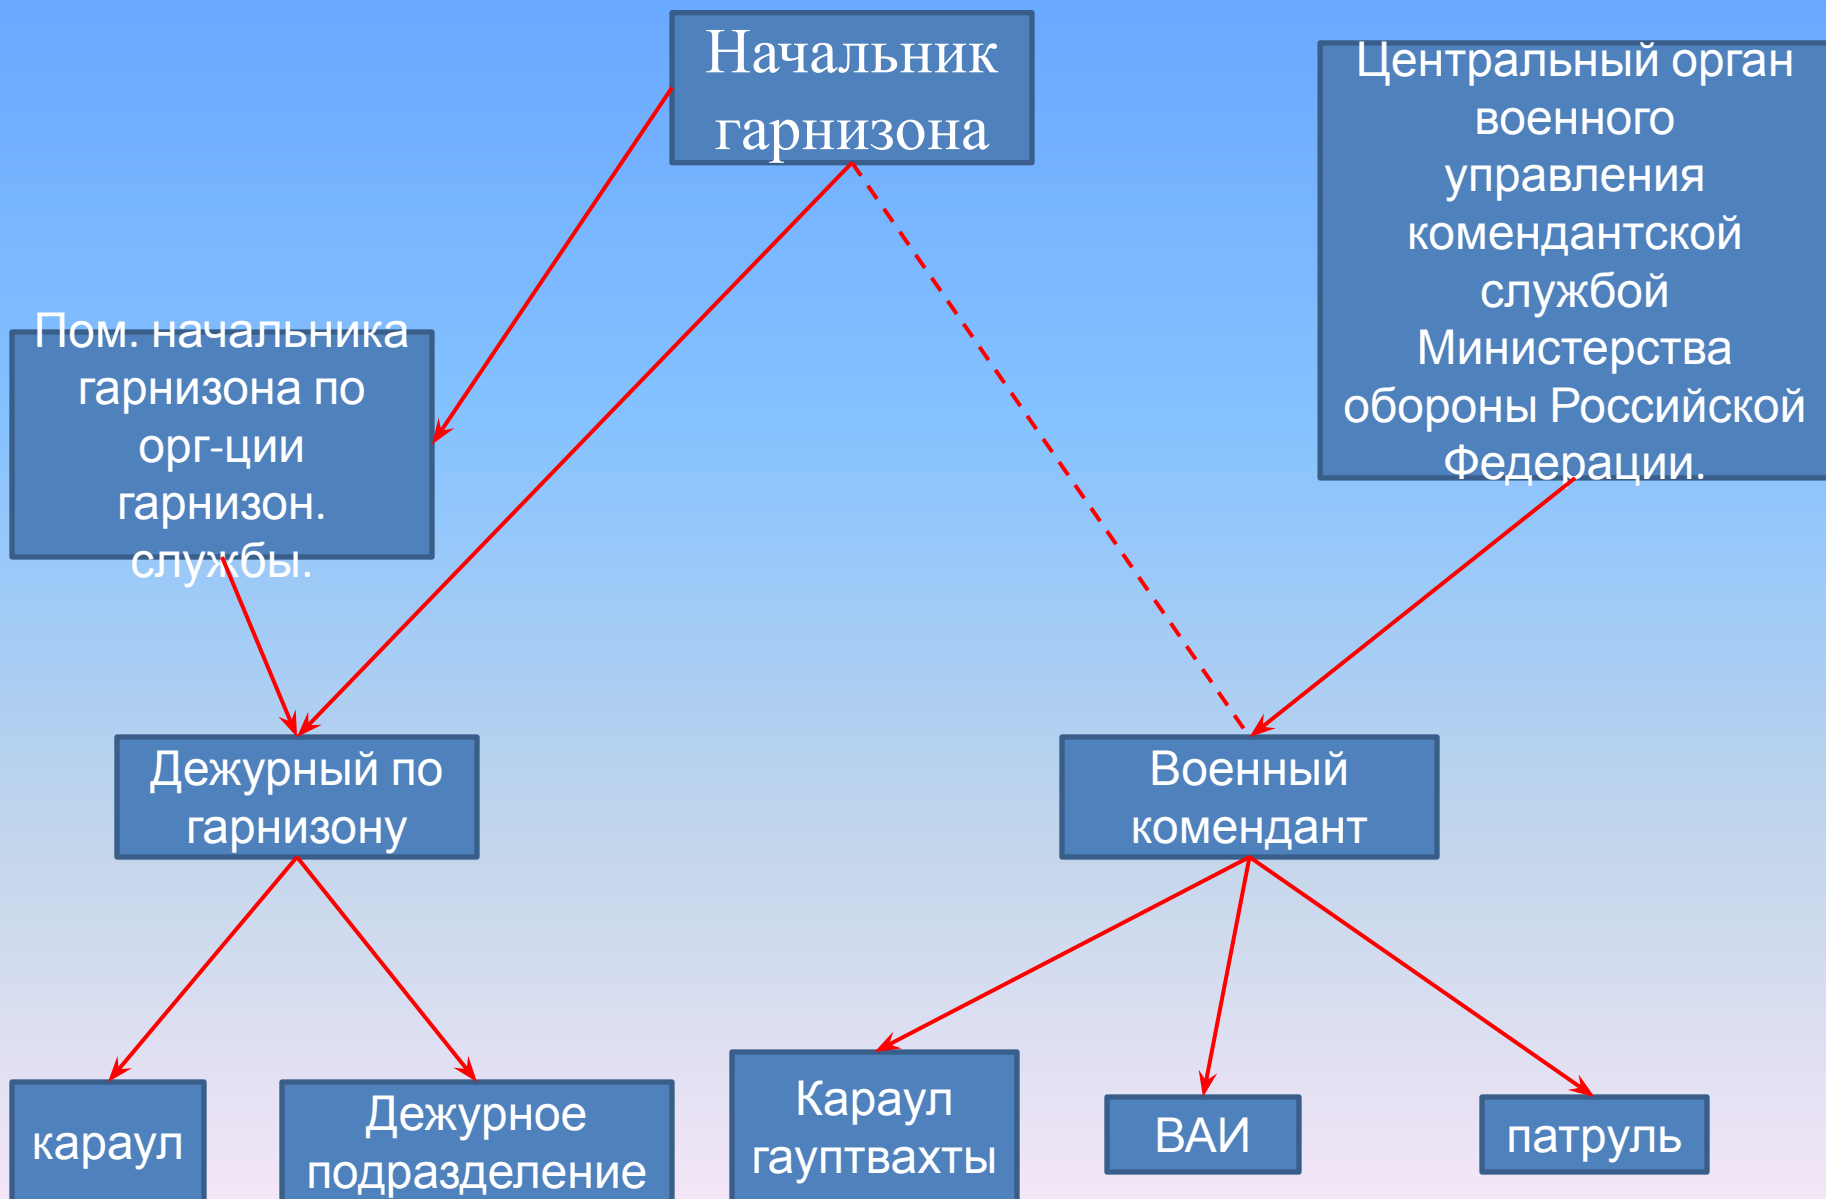 Начальник
гарнизона
Центральный орган
военного
управления
комендантской
службой
Министерства
обороны Российской
Федерации.
Пом. начальника
гарнизона по
орг-ции
гарнизон.
службы.
Дежурный по
гарнизону
Военный
комендант
караул
Дежурное
подразделение
Караул
гауптвахты
ВАИ
патруль